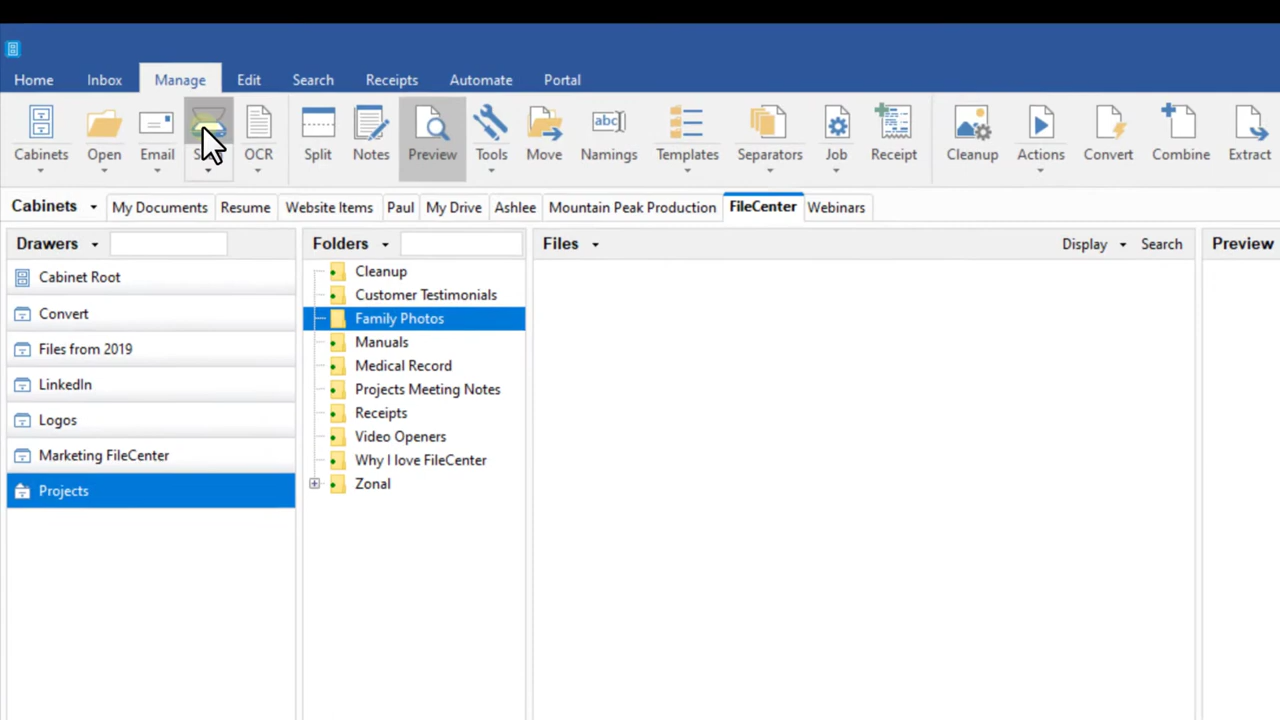 Home Inbox Manage Edit Search Receipts Automate Portal
Cabinets Open Email OCR Split Notes Preview Tools Move Namings Templates Separators Job Receipt Cleanup Actions Convert Combine Extract
abc
Cabinets My Documents Resume Website Items Paul My Drive Ashlee Mountain Peak Production FileCenter Webinars
Drawers
Cabinet Root
Convert
Files from 2019
LinkedIn
Logos
Marketing FileCenter
Projects
Folders
Cleanup
Customer Testimonials
Family Photos
Manuals
Medical Record
Projects Meeting Notes
Receipts
Video Openers
Why I love FileCenter
Zonal
Files Display Search
Preview